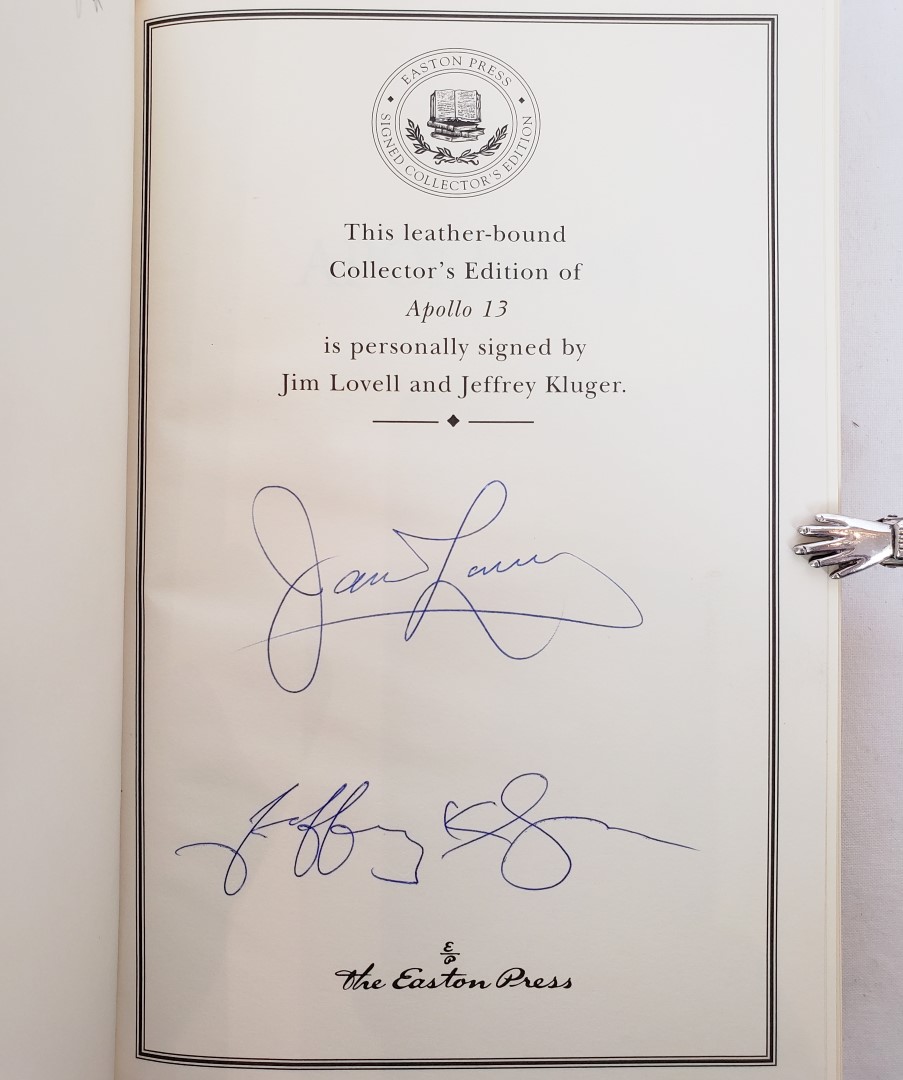 EASTON PRESS
SIGNED COLLECTOR'S EDITION
This leather-bound
Collector's Edition of
Apollo 13
is personally signed by
Jim Lovell and Jeffrey Kluger.
E
P
The Easton Press